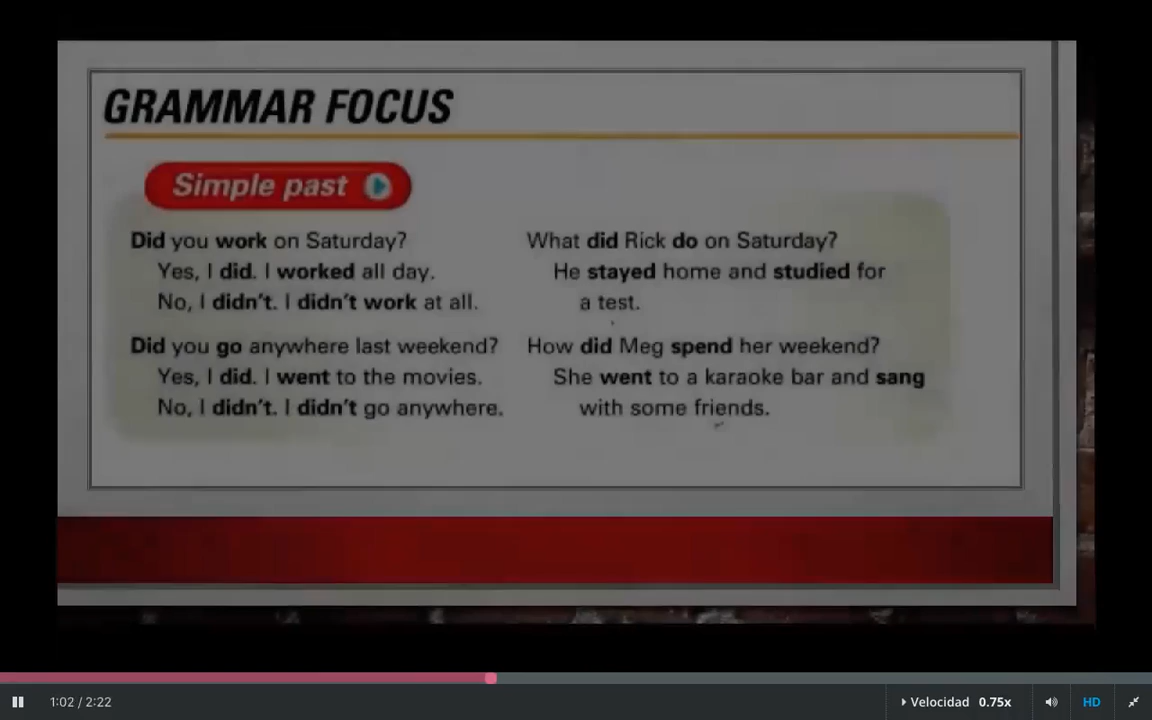 GRAMMAR FOCUS
Simple past
Did you work on Saturday?
Yes, I did. I worked all day.
No, I didn't. I didn't work at all.
Did you go anywhere last weekend?
Yes, I did. I went to the movies.
No, I didn't. I didn't go anywhere.
What did Rick do on Saturday?
He stayed home and studied for
a test.
How did Meg spend her weekend?
She went to a karaoke bar and sang
with some friends.
1:02 / 2:22
Velocidad 0.75x
HD